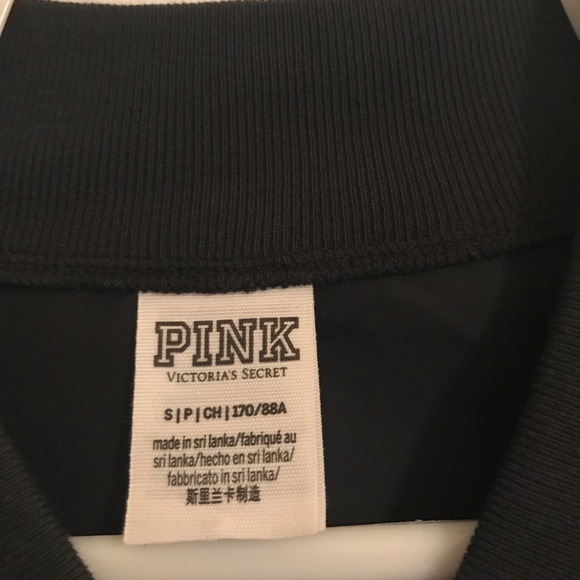 PINK
VICTORIA'S SECRET
S|P|CH|170/88A
made in sri lanka/fabriqué au
sri lanka/hecho en sri lanka/
fabbricato in sri lanka/
斯里兰卡制造